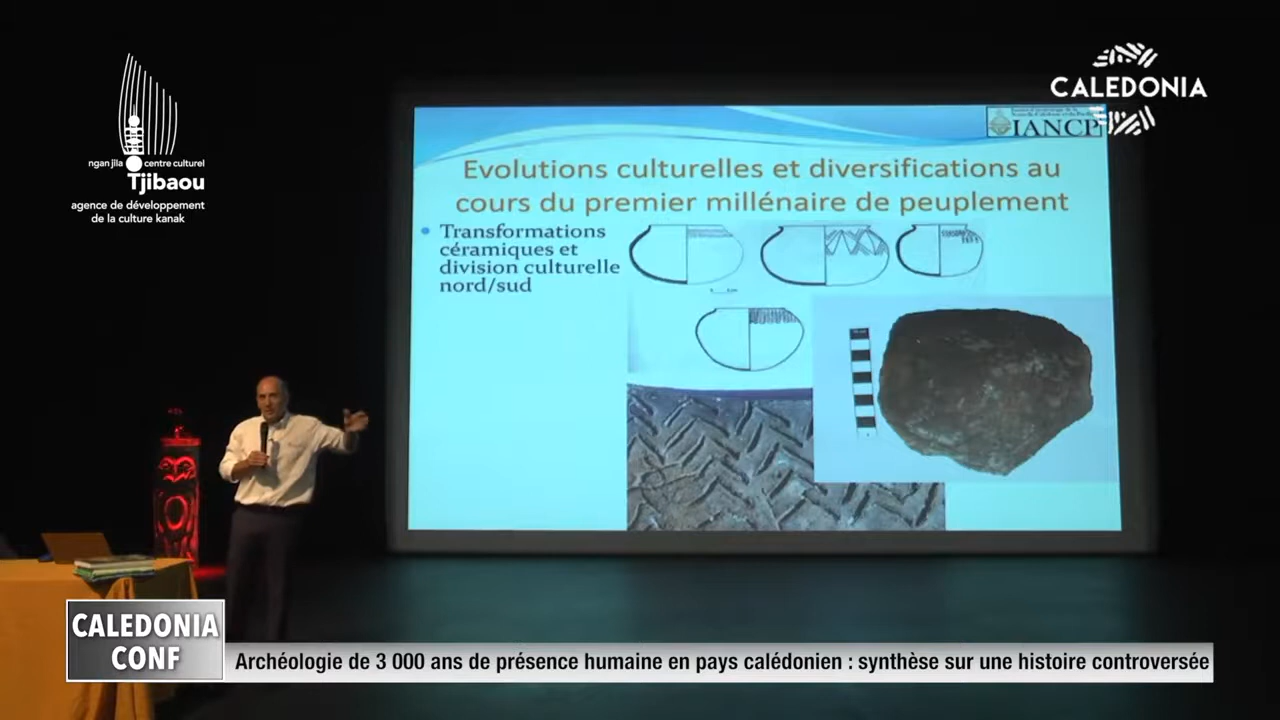 CALEDONIA
ngan jila centre culturel
Tjibaou
agence de développement
de la culture kanak
IANCP
Evolutions culturelles et diversifications au
cours du premier millénaire de peuplement
Transformations
céramiques et
division culturelle
nord/sud
CALEDONIA
CONF
Archéologie de 3 000 ans de présence humaine en pays calédonien : synthèse sur une histoire controversée